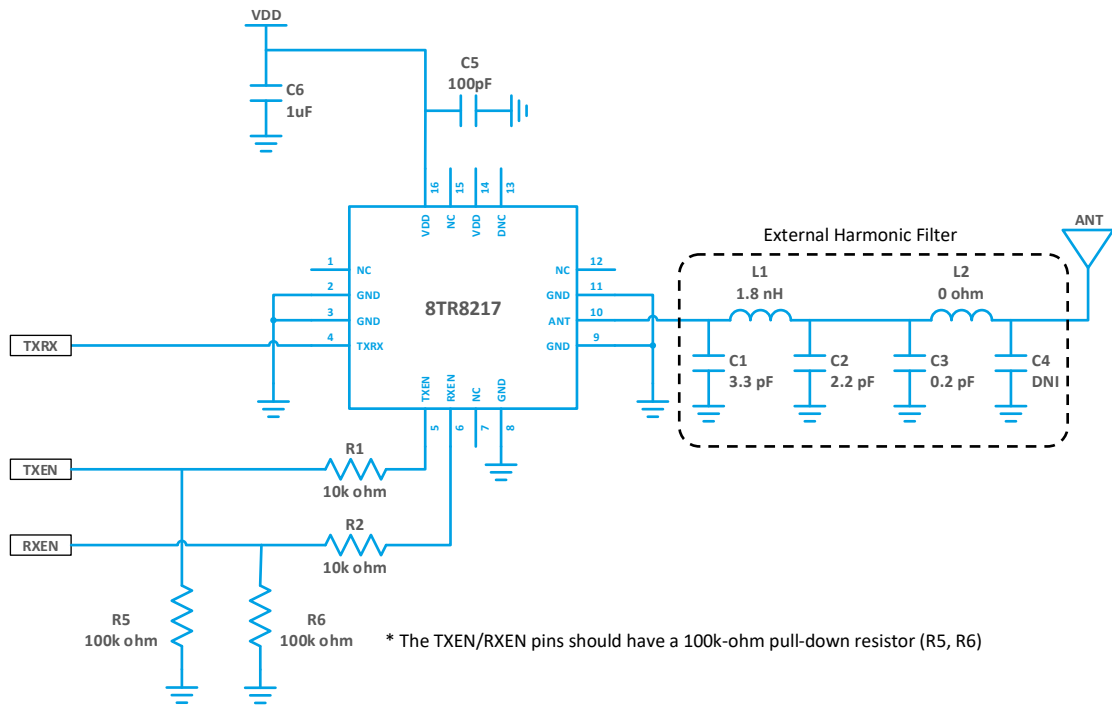 VDD
C5
100pF
C6
1uF
16
15
14
13
VDD
NC
VDD
DNC
ANT
External Harmonic Filter
1
NC
12
NC
L1
L2
2
GND
11
GND
1.8 nH
0 ohm
8TR8217
3
GND
10
ANT
TXRX
4
TXRX
9
GND
C1
3.3 pF
C2
2.2 pF
C3
0.2 pF
C4
DNI
TXEN
RXEN
NC
GND
5
6
7
8
R1
TXEN
10k ohm
R2
RXEN
10k ohm
R5
100k ohm
R6
100k ohm
* The TXEN/RXEN pins should have a 100k-ohm pull-down resistor (R5, R6)